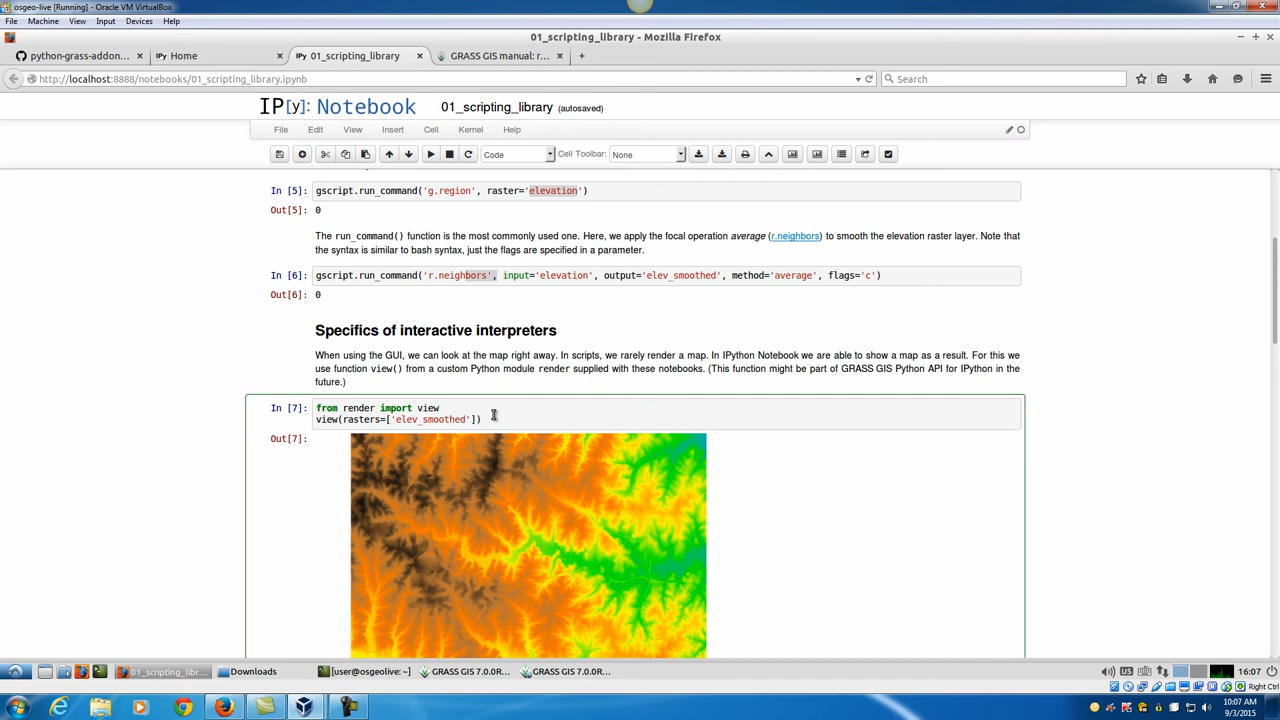 osgeo-live [Running] - Oracle VM VirtualBox
File Machine View Input Devices Help
01_scripting_library - Mozilla Firefox
python-grass-addon... IPy Home IPy 01_scripting_library GRASS GIS manual: r...
http://localhost:8888/notebooks/01_scripting_library.ipynb Search
IP[y]: Notebook 01_scripting_library (autosaved)
File Edit View Insert Cell Kernel Help
Code Cell Toolbar: None
In [5]: gscript.run_command('g.region', raster='elevation')
Out[5]: 0
The run_command() function is the most commonly used one. Here, we apply the focal operation average (r.neighbors) to smooth the elevation raster layer. Note that
the syntax is similar to bash syntax, just the flags are specified in a parameter.
In [6]: gscript.run_command('r.neighbors', input='elevation', output='elev_smoothed', method='average', flags='c')
Out[6]: 0
Specifics of interactive interpreters
When using the GUI, we can look at the map right away. In scripts, we rarely render a map. In IPython Notebook we are able to show a map as a result. For this we
use function view() from a custom Python module render supplied with these notebooks. (This function might be part of GRASS GIS Python API for IPython in the
future.)
In [7]: from render import view
view(rasters=['elev_smoothed'])
Out[7]:
01_scripting_libr... Downloads [user@osgeolive: ~] GRASS GIS 7.0.0R... GRASS GIS 7.0.0R... US 16:07
Right Ctrl
10:07 AM
9/3/2015